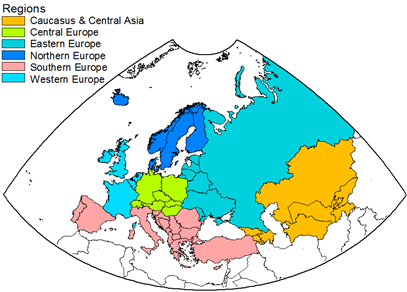 Regions
Caucasus & Central Asia
Central Europe
Eastern Europe
Northern Europe
Southern Europe
Western Europe